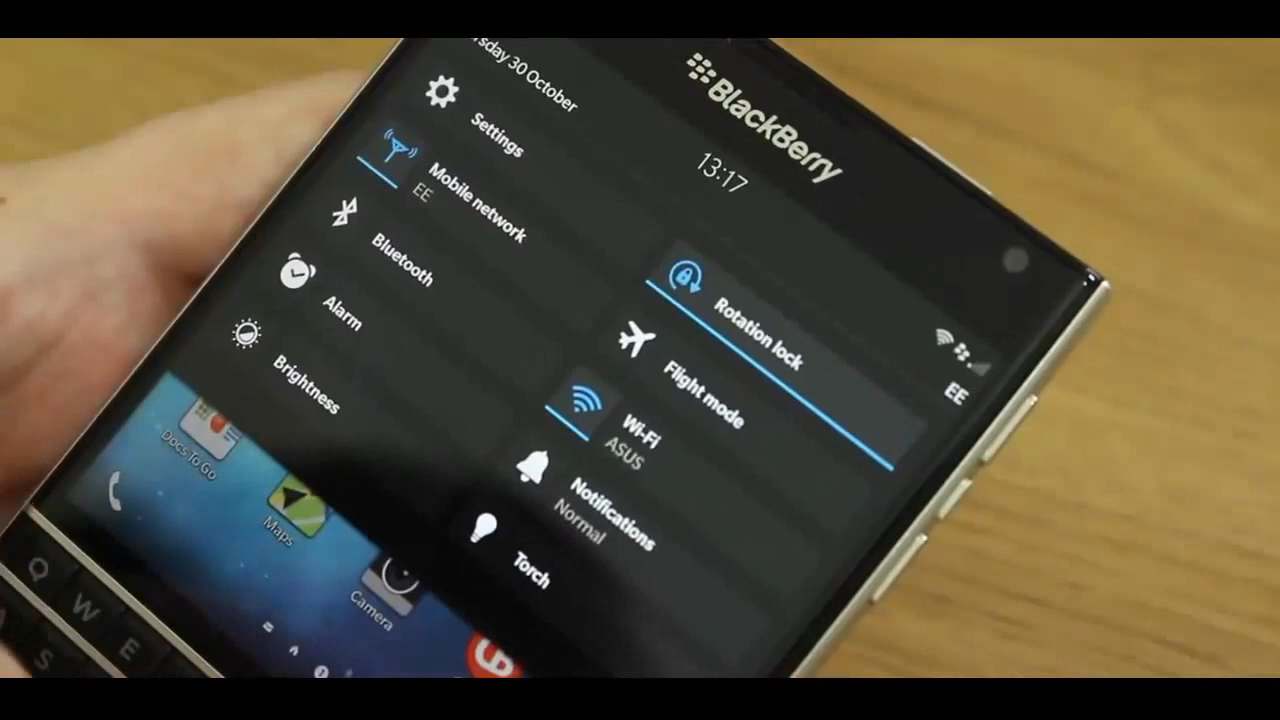 BlackBerry
sday 30 October
13:17
EE
Settings
Mobile network
EE
Bluetooth
Alarm
Brightness
Rotation lock
Flight mode
Wi-Fi
ASUS
Notifications
Normal
Torch
Docs To Go
Maps
Camera
Q W E
A S